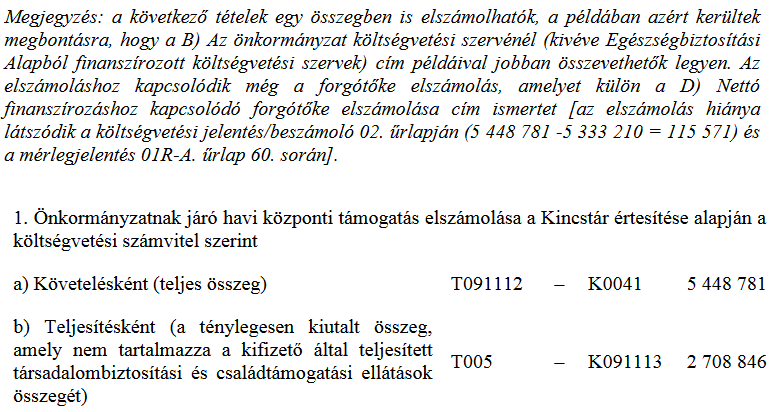 Megjegyzés: a következő tételek egy összegben is elszámolhatók, a példában azért kerültek
megbontásra, hogy a B) Az önkormányzat költségvetési szervénél (kivéve Egészségbiztosítási
Alapból finanszírozott költségvetési szervek) cím példáival jobban összevethetők legyen. Az
elszámoláshoz kapcsolódik még a forgótőke elszámolás, amelyet külön a D) Nettó
finanszírozáshoz kapcsolódó forgótőke elszámolása cím ismertet [az elszámolás hiánya
látszódik a költségvetési jelentés/beszámoló 02. űrlapján (5 448 781 -5 333 210 = 115 571) és
a mérlegjelentés 01R-A. űrlap 60. során].
1. Önkormányzatnak járó havi központi támogatás elszámolása a Kincstár értesítése alapján a
költségvetési számvitel szerint
a) Követelésként (teljes összeg) T091112 – K0041 5 448 781
b) Teljesítésként (a ténylegesen kiutalt összeg,
amely nem tartalmazza a kifizető által teljesített
társadalombiztosítási és családtámogatási ellátások
összegét) T005 – K091113 2 708 846